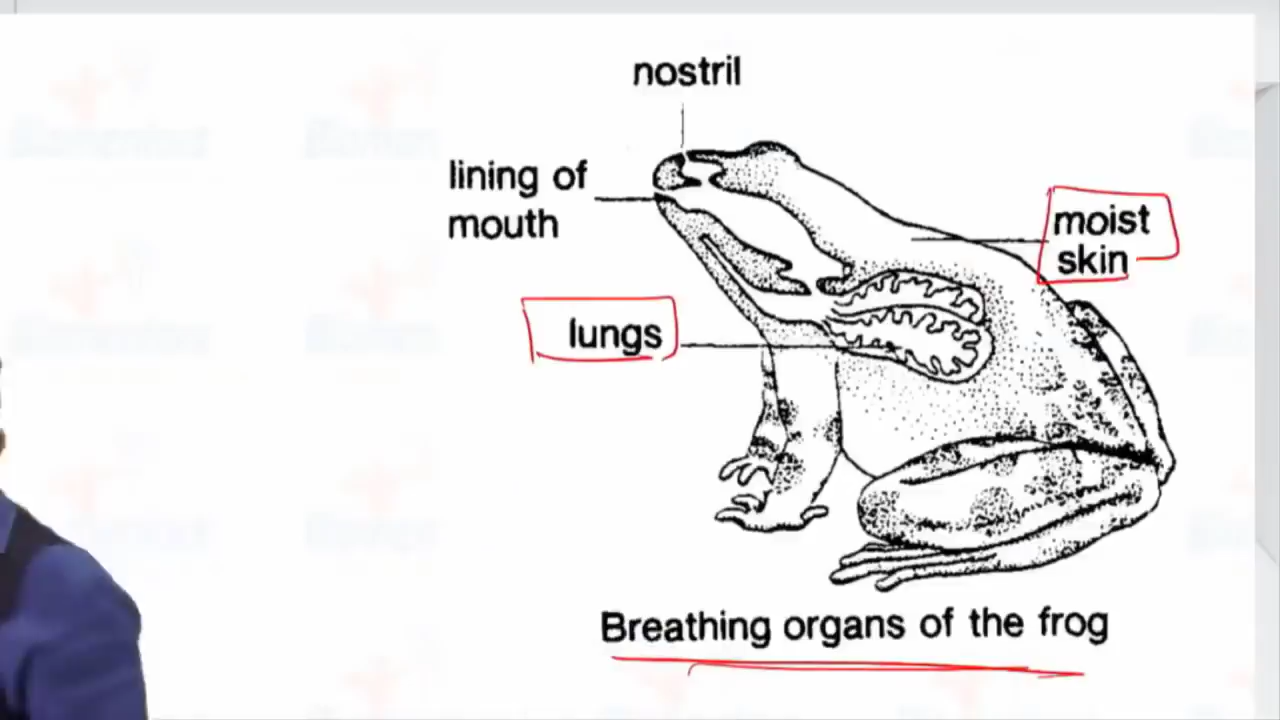 nostril
lining of
mouth
moist
skin
lungs
Breathing organs of the frog